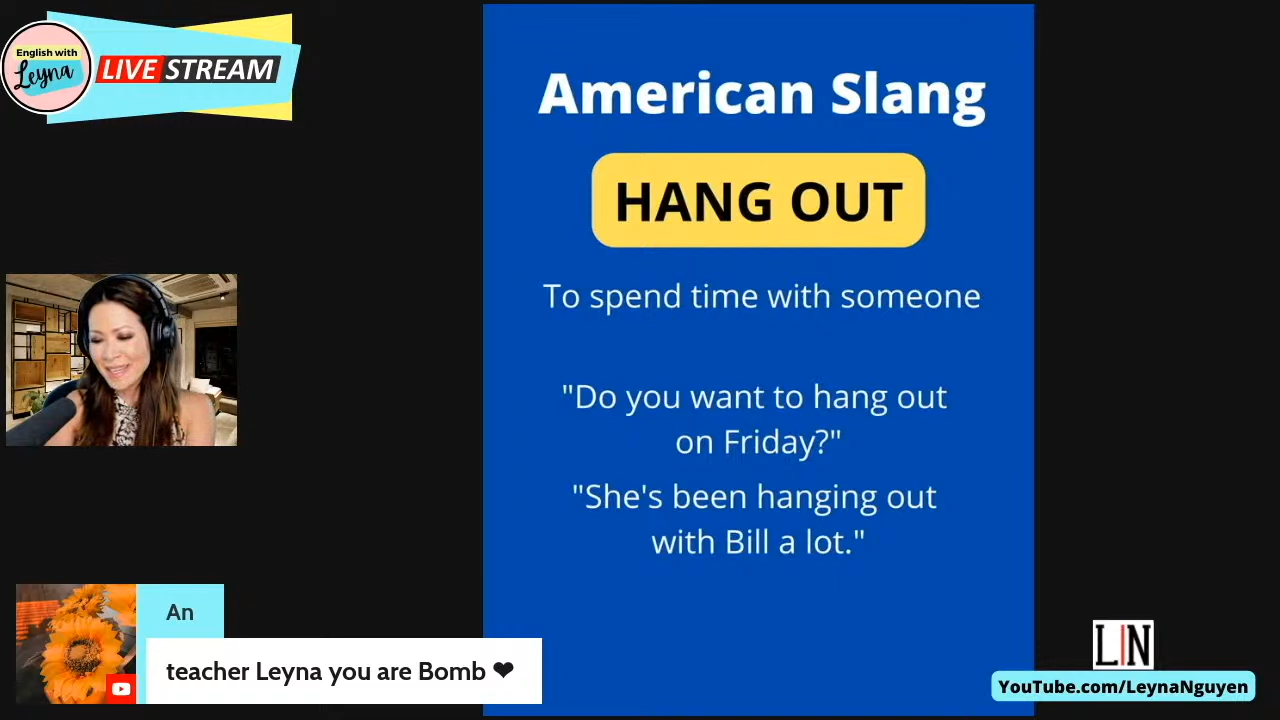 English with
Leyna
LIVE STREAM
American Slang
HANG OUT
To spend time with someone
"Do you want to hang out
on Friday?"
"She's been hanging out
with Bill a lot."
An
teacher Leyna you are Bomb ❤
LIN
YouTube.com/LeynaNguyen